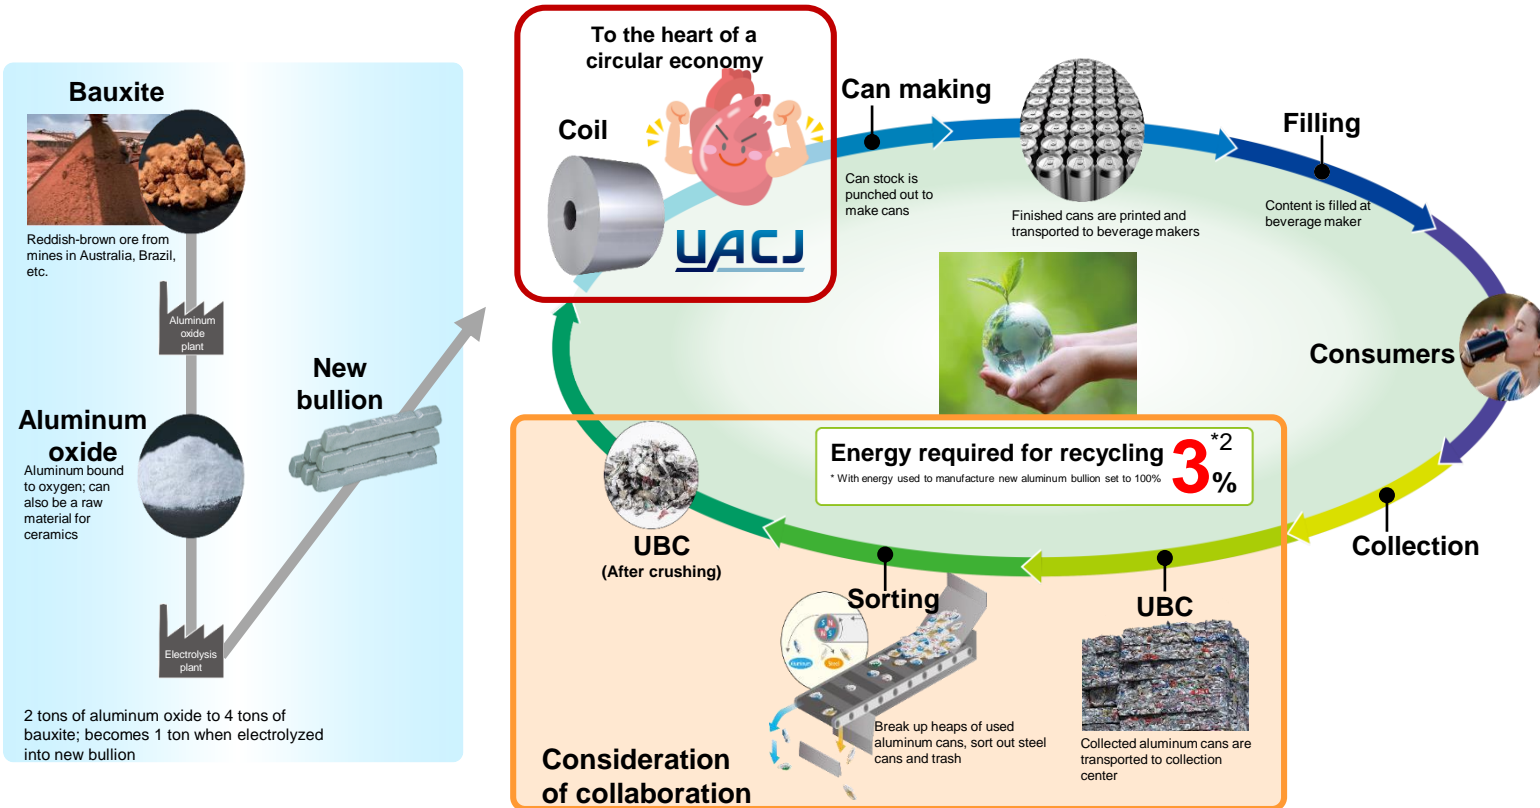 Bauxite
Reddish-brown ore from
mines in Australia, Brazil,
etc.
Aluminum
oxide
plant
Aluminum
oxide
Aluminum bound
to oxygen; can
also be a raw
material for
ceramics
Electrolysis
plant
New
bullion
2 tons of aluminum oxide to 4 tons of
bauxite; becomes 1 ton when electrolyzed
into new bullion
To the heart of a
circular economy
Coil
UACJ
Can making
Can stock is
punched out to
make cans
Finished cans are printed and
transported to beverage makers
Filling
Content is filled at
beverage maker
Consumers
Collection
Energy required for recycling 3%*2
* With energy used to manufacture new aluminum bullion set to 100%
UBC
Collected aluminum cans are
transported to collection
center
Sorting
S N
N S
Aluminum
Steel
Break up heaps of used
aluminum cans, sort out steel
cans and trash
UBC
(After crushing)
Consideration
of collaboration